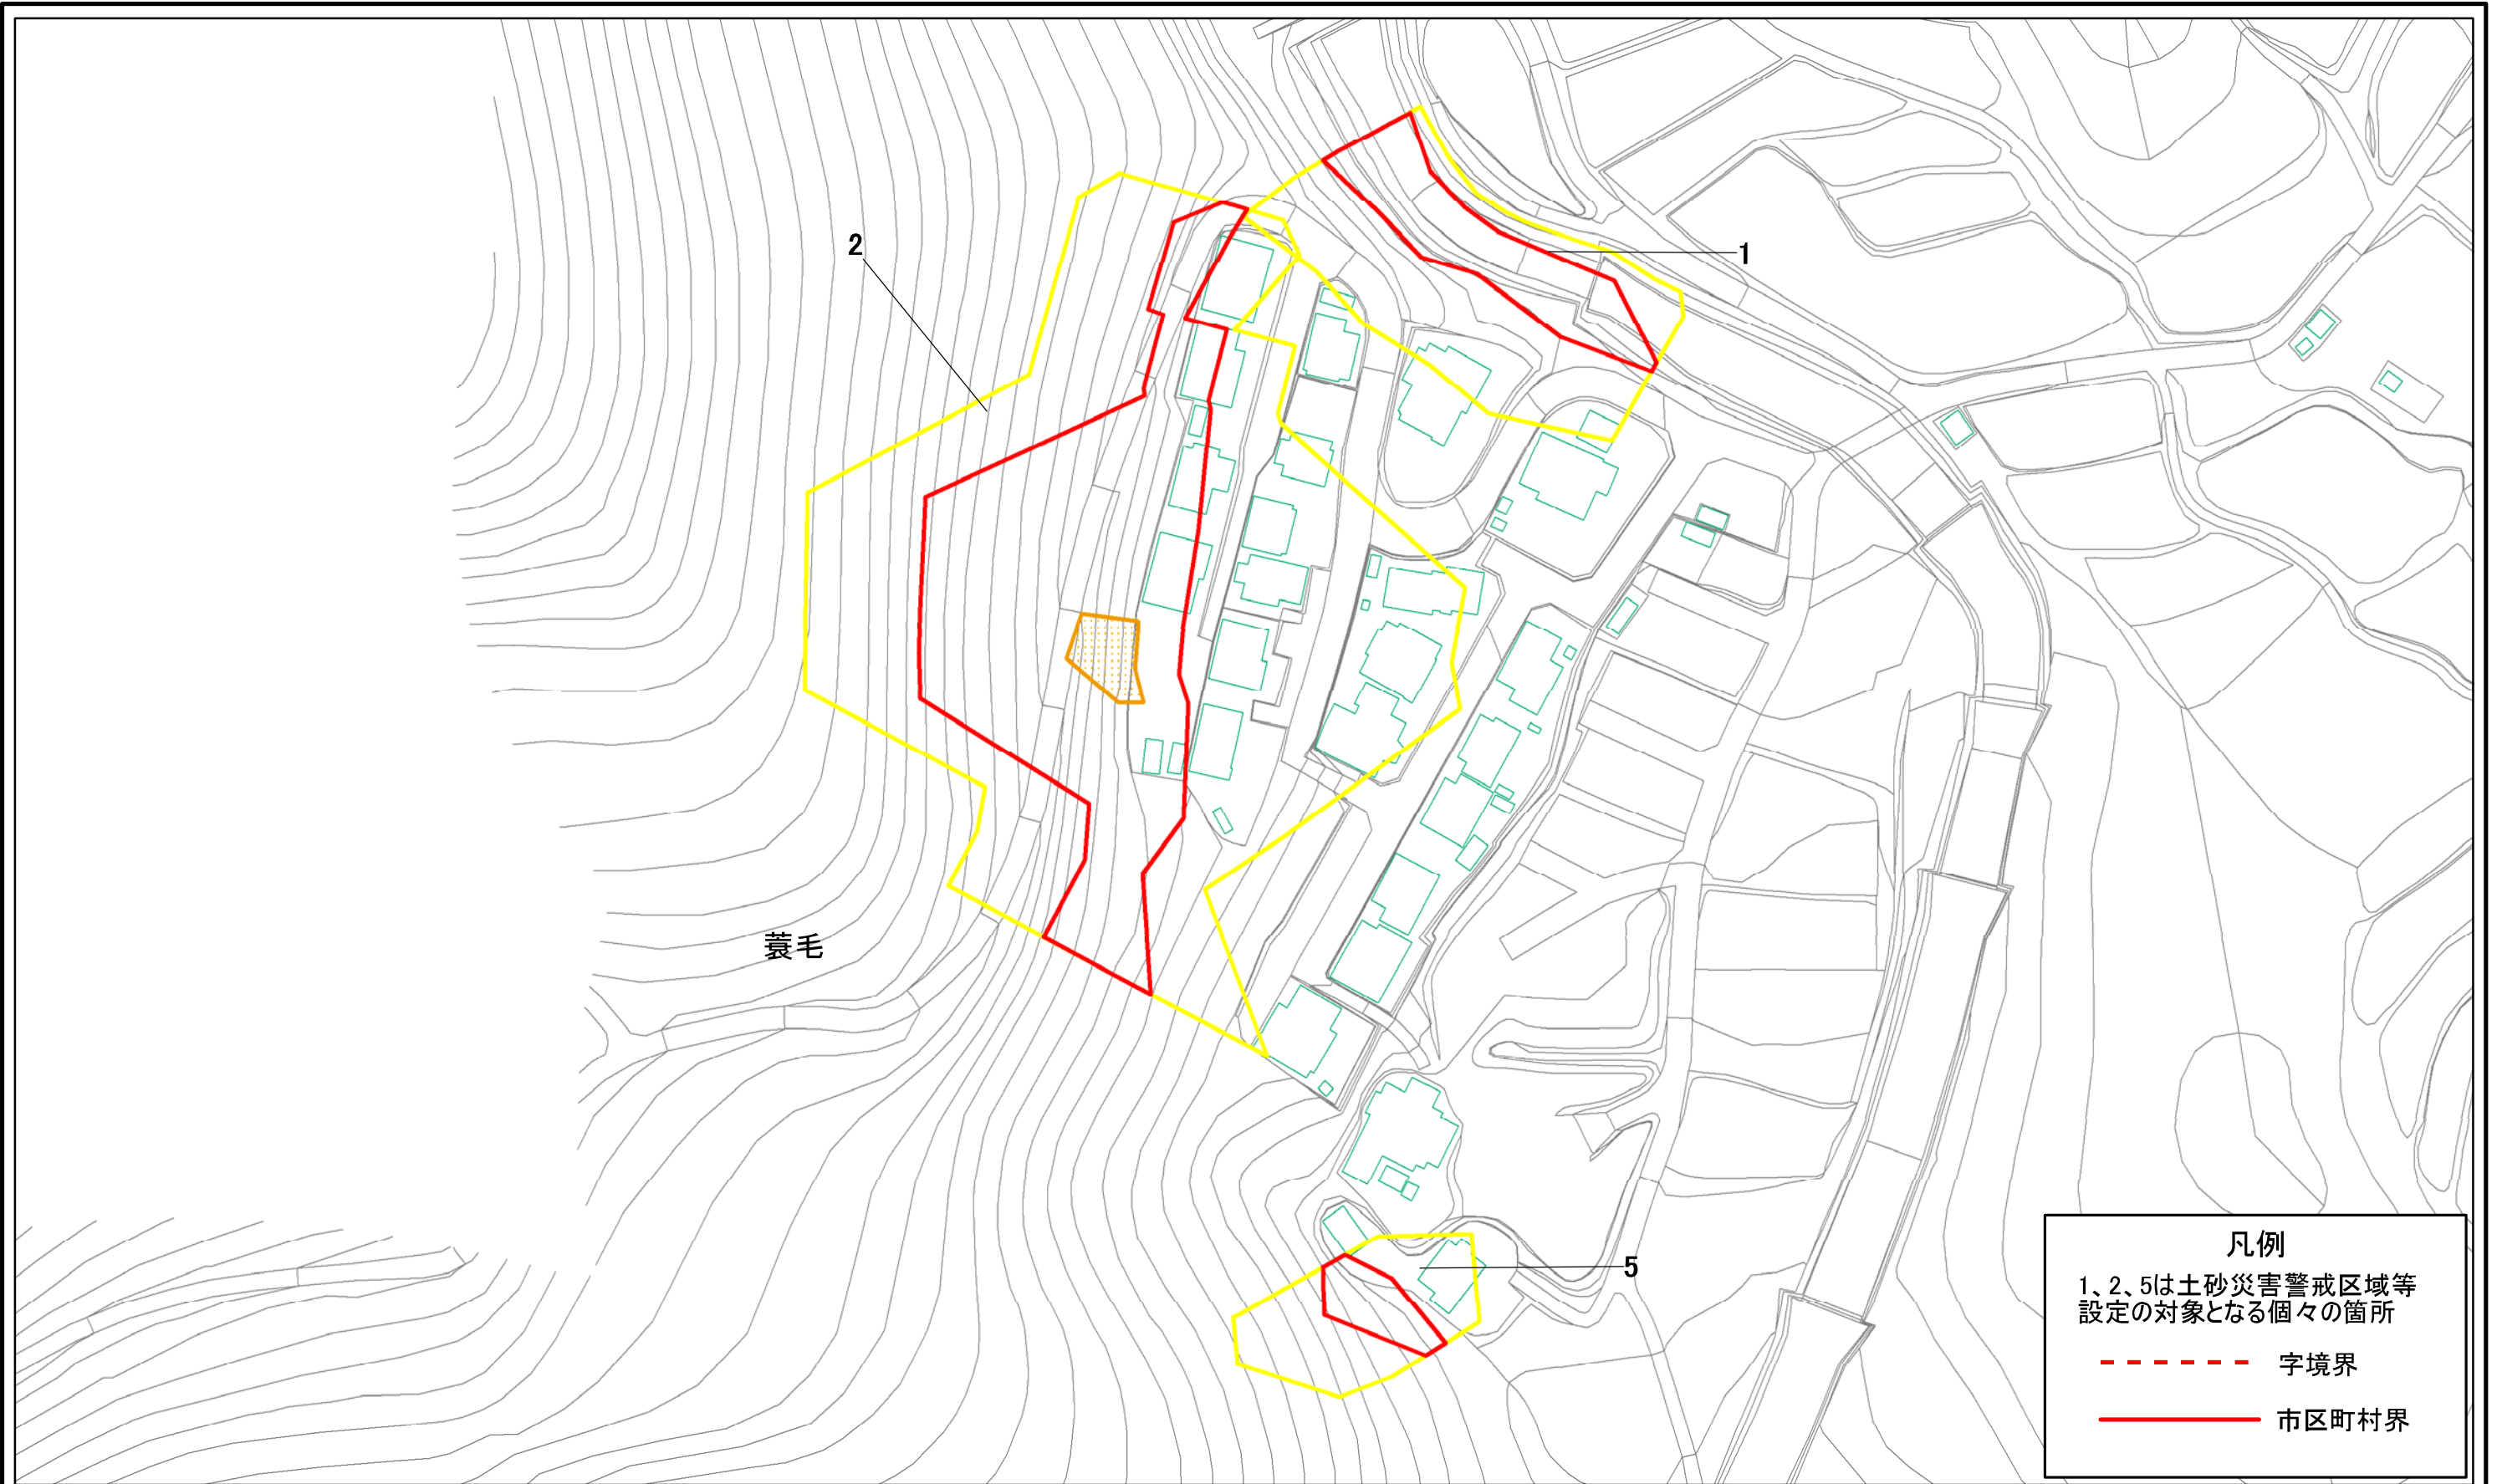 2
1
蓑毛
5
凡例
1、2、5は土砂災害警戒区域等
設定の対象となる個々の箇所
字境界
市区町村界